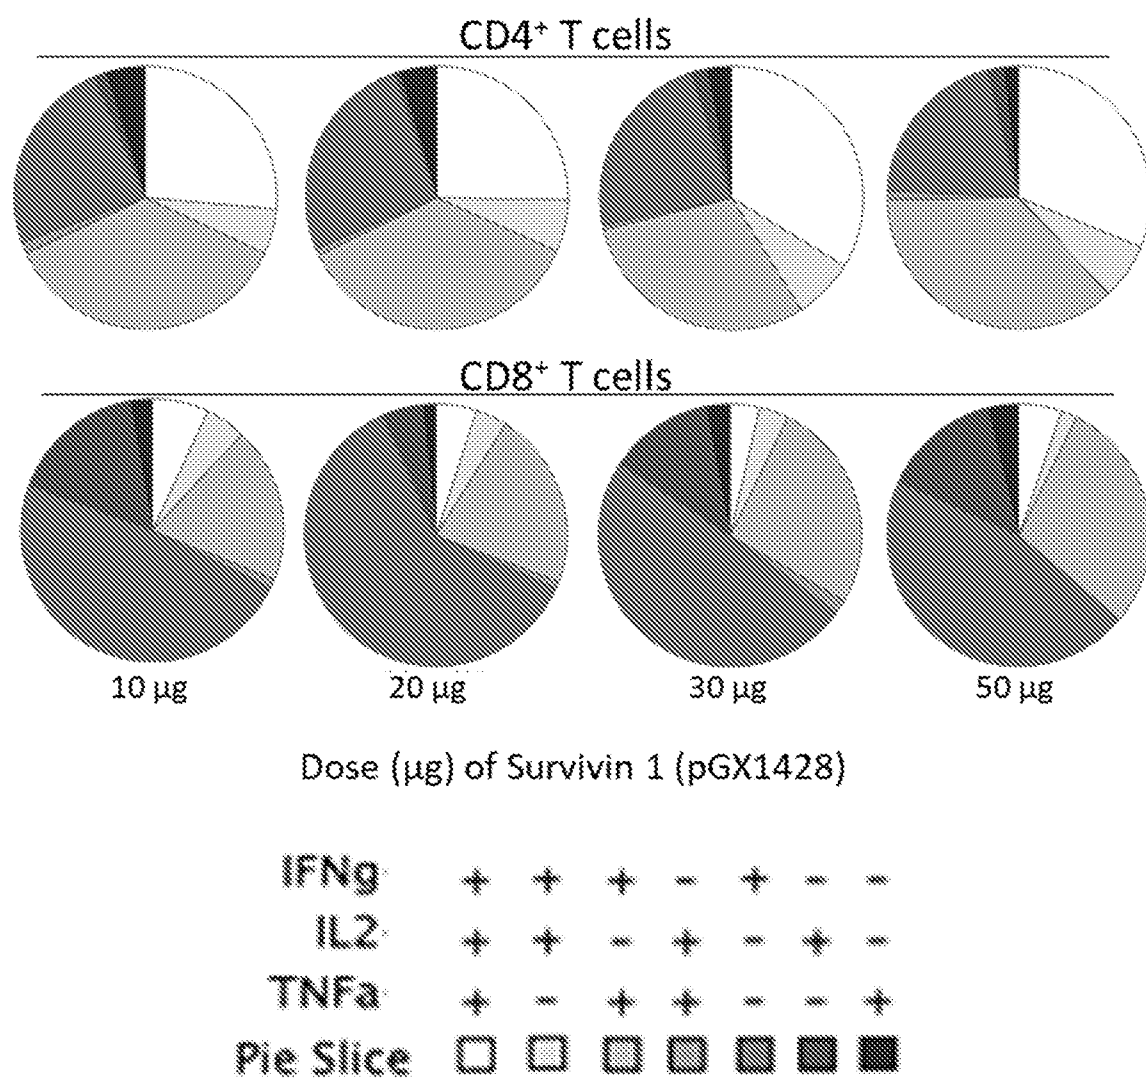 CD4⁺ T cells
CD8⁺ T cells
10 µg 20 µg 30 µg 50 µg
Dose (µg) of Survivin 1 (pGX1428)
IFNg + + + - + - -
IL2 + + - + - + -
TNFa + - + + - - +
Pie Slice